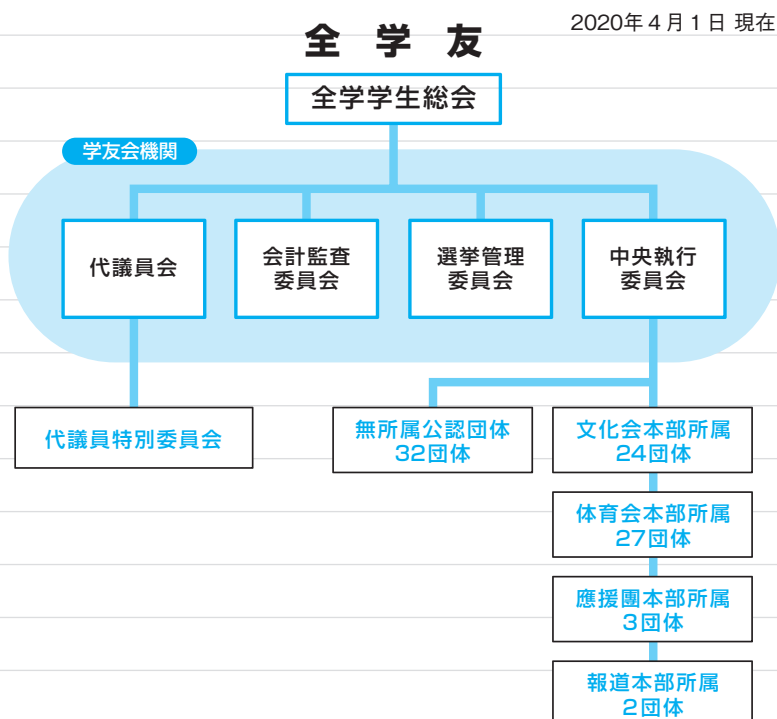 2020年4月1日 現在
全学友
全学学生総会
学友会機関
代議員会
会計監査
委員会
選挙管理
委員会
中央執行
委員会
代議員特別委員会
無所属公認団体
32団体
文化会本部所属
24団体
体育会本部所属
27団体
應援團本部所属
3団体
報道本部所属
2団体